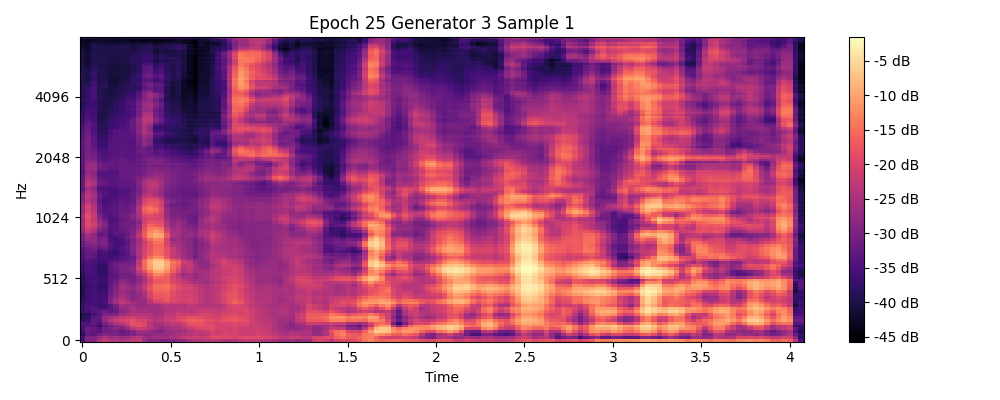 Epoch 25 Generator 3 Sample 1
Hz
4096
2048
1024
512
0
0 0.5 1 1.5 2 2.5 3 3.5 4
Time
-5 dB
-10 dB
-15 dB
-20 dB
-25 dB
-30 dB
-35 dB
-40 dB
-45 dB